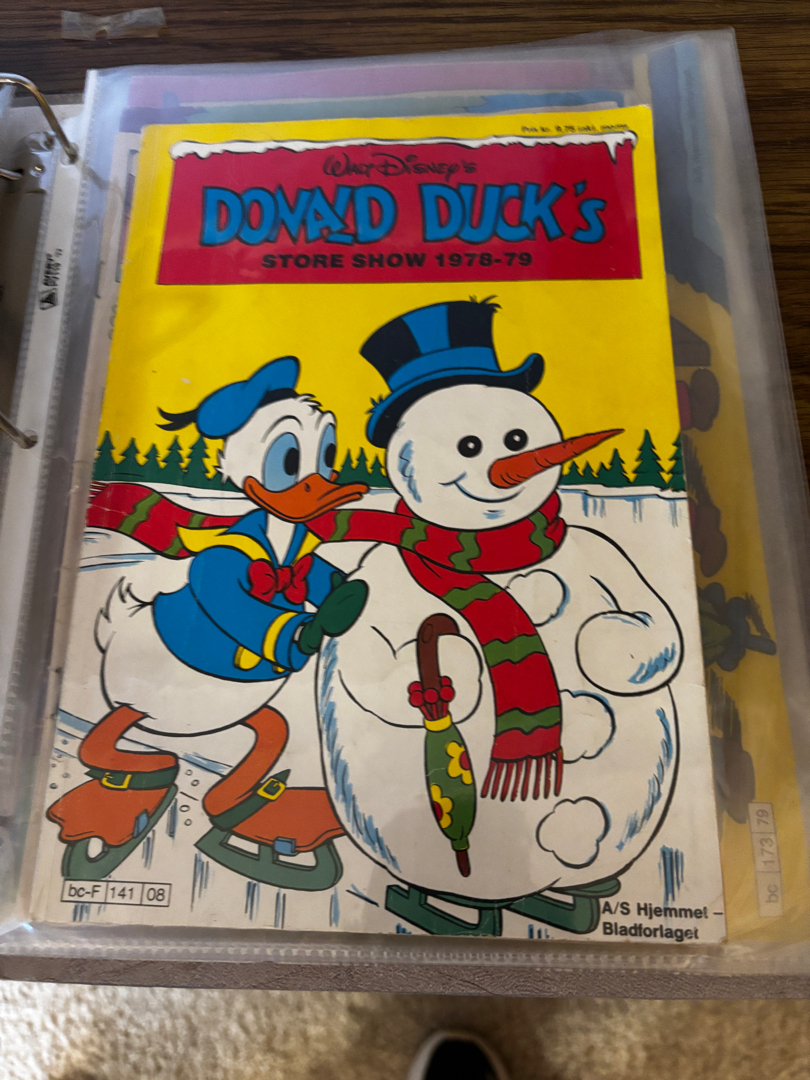 Walt Disney's
DONALD DUCK's
STORE SHOW 1978-79
bc-F 141 08
A/S Hjemmet –
Bladforlaget
bc 173 79